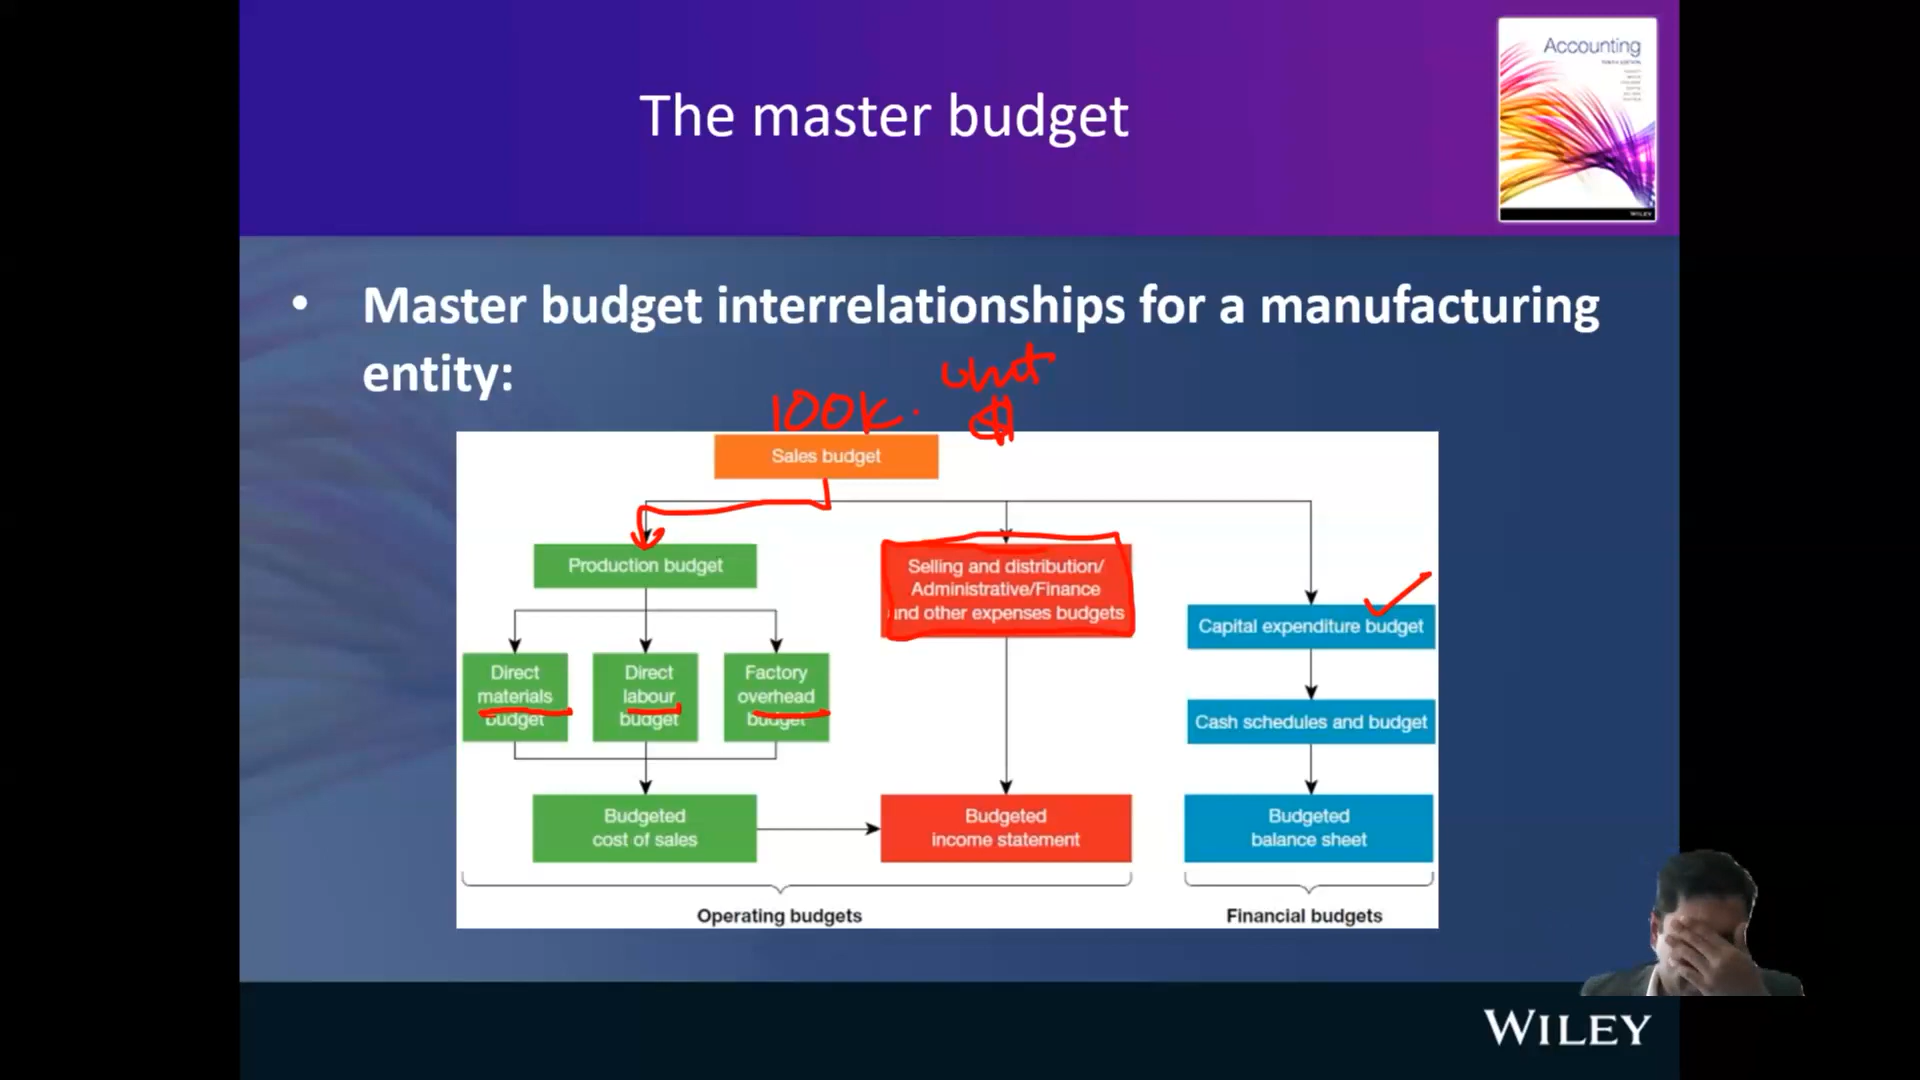 The master budget
Accounting
WILEY
• Master budget interrelationships for a manufacturing
entity:
unit
100k.
$
Sales budget
Production budget
Selling and distribution/
Administrative/Finance
and other expenses budgets
Capital expenditure budget
Direct
materials
budget
Direct
labour
budget
Factory
overhead
budget
Cash schedules and budget
Budgeted
cost of sales
Budgeted
income statement
Budgeted
balance sheet
Operating budgets
Financial budgets
WILEY